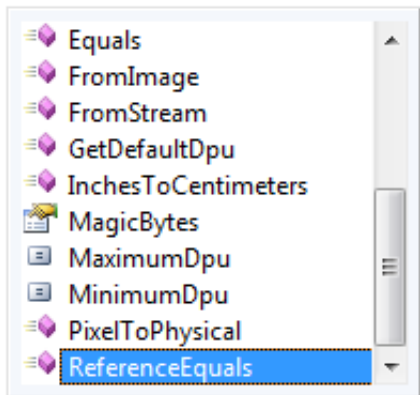 Equals
FromImage
FromStream
GetDefaultDpu
InchesToCentimeters
MagicBytes
MaximumDpu
MinimumDpu
PixelToPhysical
ReferenceEquals